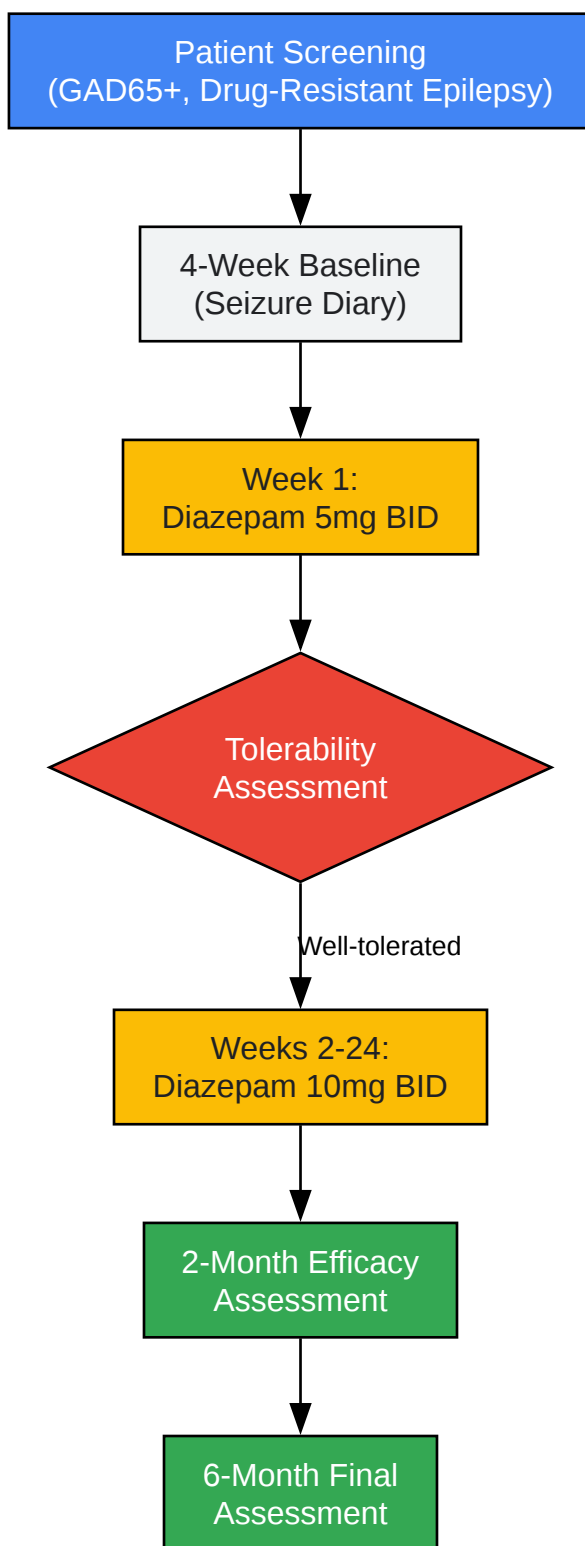 Patient Screening
(GAD65+, Drug-Resistant Epilepsy)
4-Week Baseline
(Seizure Diary)
Week 1:
Diazepam 5mg BID
Tolerability
Assessment
Well-tolerated
Weeks 2-24:
Diazepam 10mg BID
2-Month Efficacy
Assessment
6-Month Final
Assessment